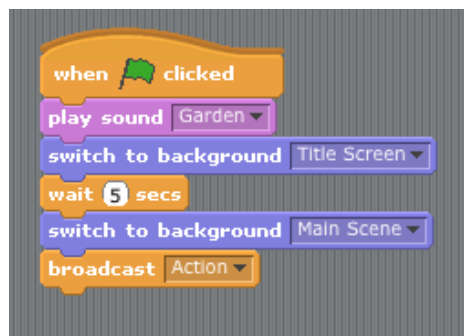 when clicked
play sound Garden
switch to background Title Screen
wait 5 secs
switch to background Main Scene
broadcast Action